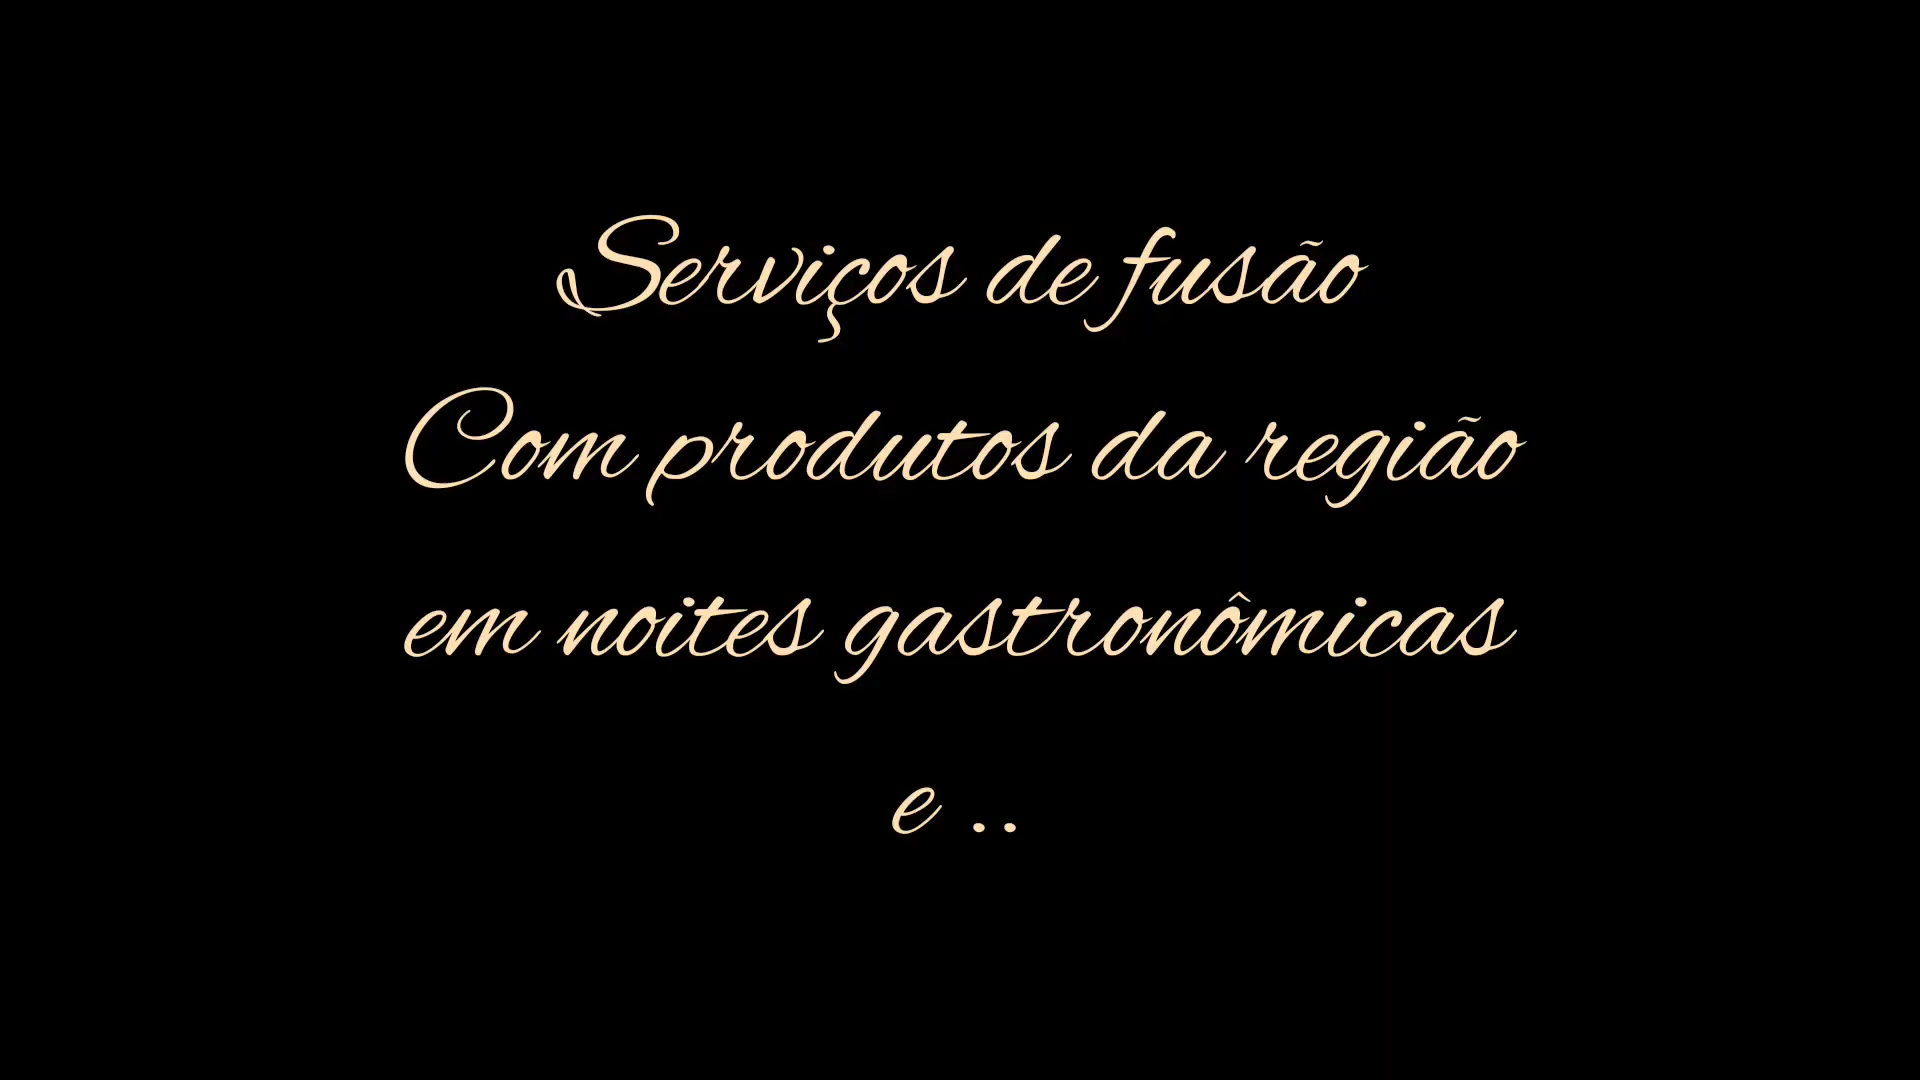 Serviços de fusão
Com produtos da região
em noites gastronômicas
e ..